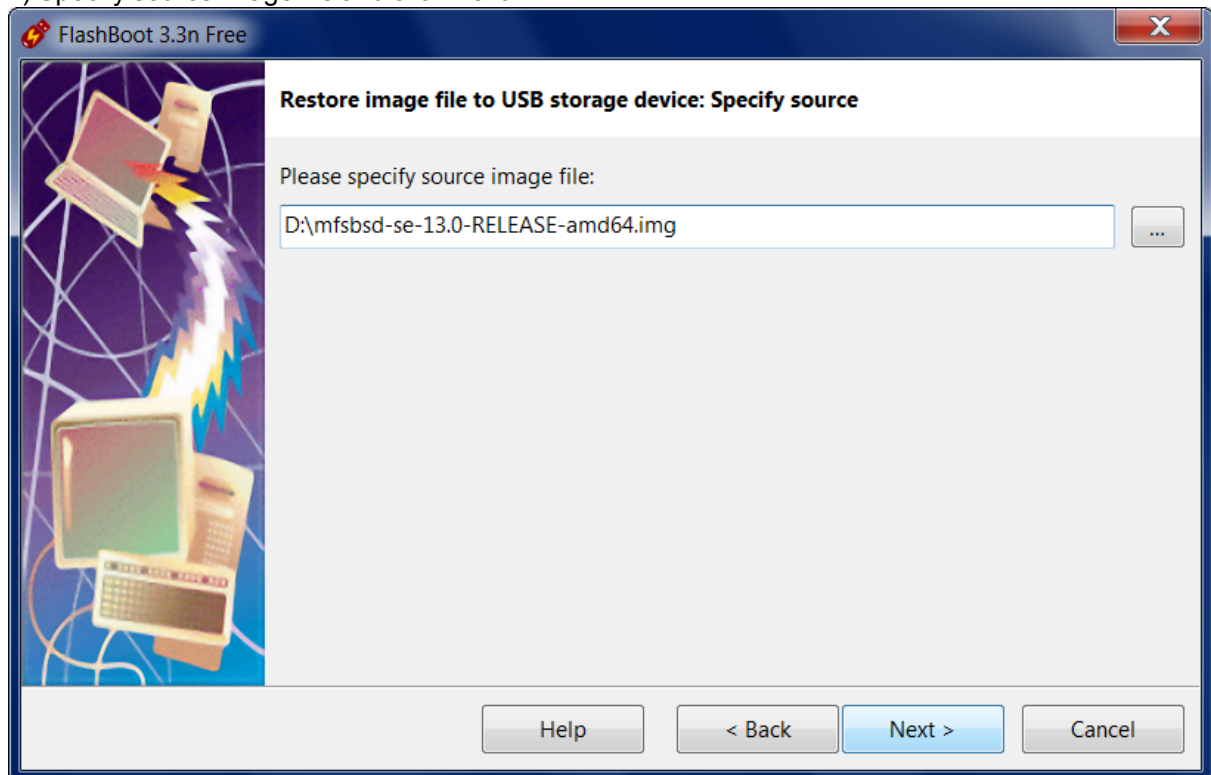 FlashBoot 3.3n Free
Restore image file to USB storage device: Specify source
Please specify source image file:
D:\mfsbsd-se-13.0-RELEASE-amd64.img
...
Help
< Back
Next >
Cancel